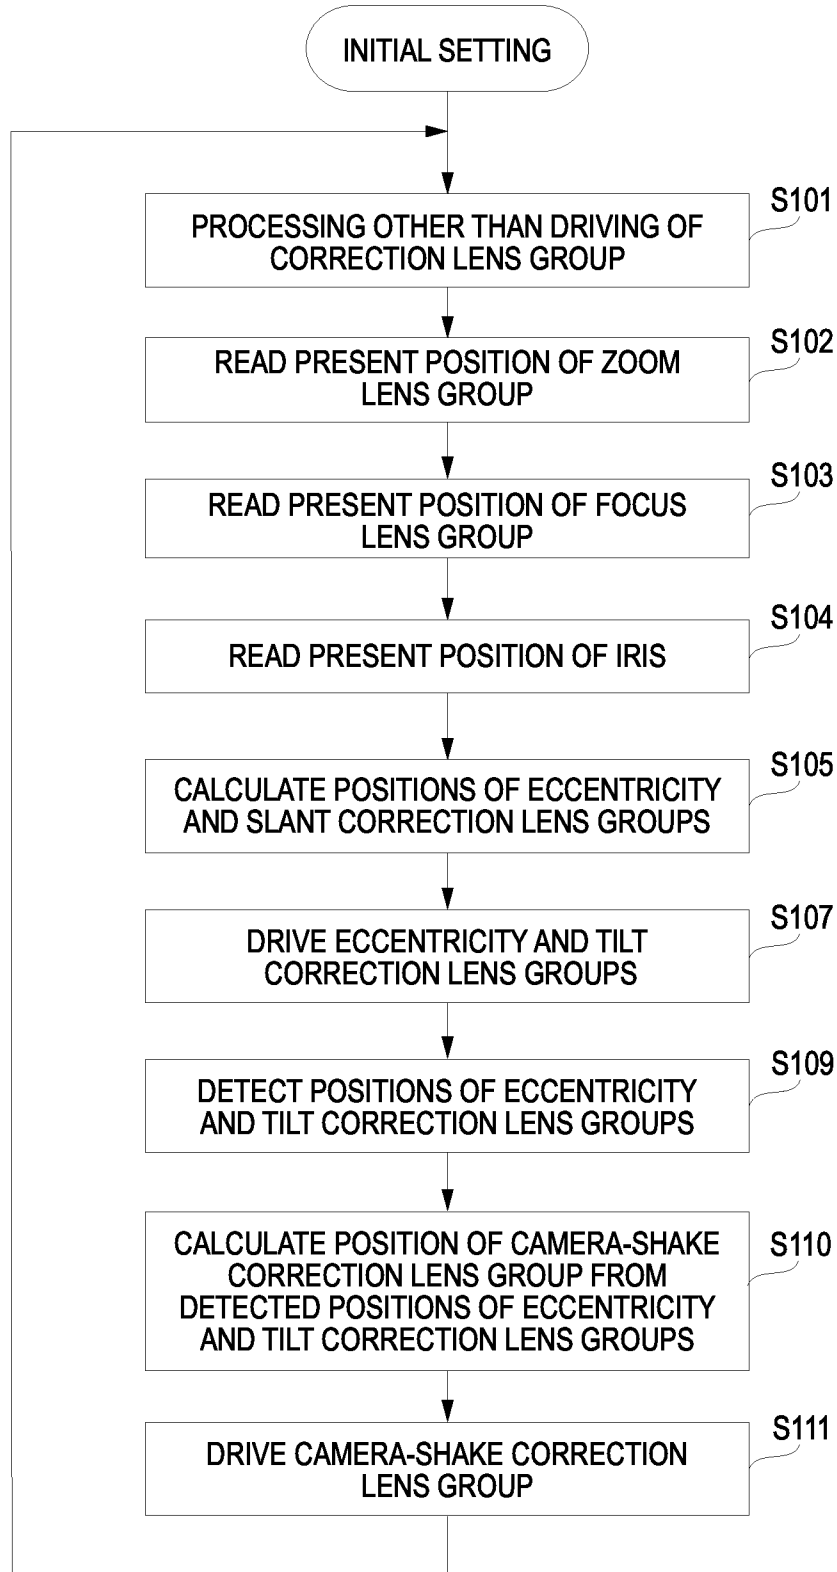 INITIAL SETTING
S101
PROCESSING OTHER THAN DRIVING OF
CORRECTION LENS GROUP
S102
READ PRESENT POSITION OF ZOOM
LENS GROUP
S103
READ PRESENT POSITION OF FOCUS
LENS GROUP
S104
READ PRESENT POSITION OF IRIS
S105
CALCULATE POSITIONS OF ECCENTRICITY
AND SLANT CORRECTION LENS GROUPS
S107
DRIVE ECCENTRICITY AND TILT
CORRECTION LENS GROUPS
S109
DETECT POSITIONS OF ECCENTRICITY
AND TILT CORRECTION LENS GROUPS
S110
CALCULATE POSITION OF CAMERA-SHAKE
CORRECTION LENS GROUP FROM
DETECTED POSITIONS OF ECCENTRICITY
AND TILT CORRECTION LENS GROUPS
S111
DRIVE CAMERA-SHAKE CORRECTION
LENS GROUP